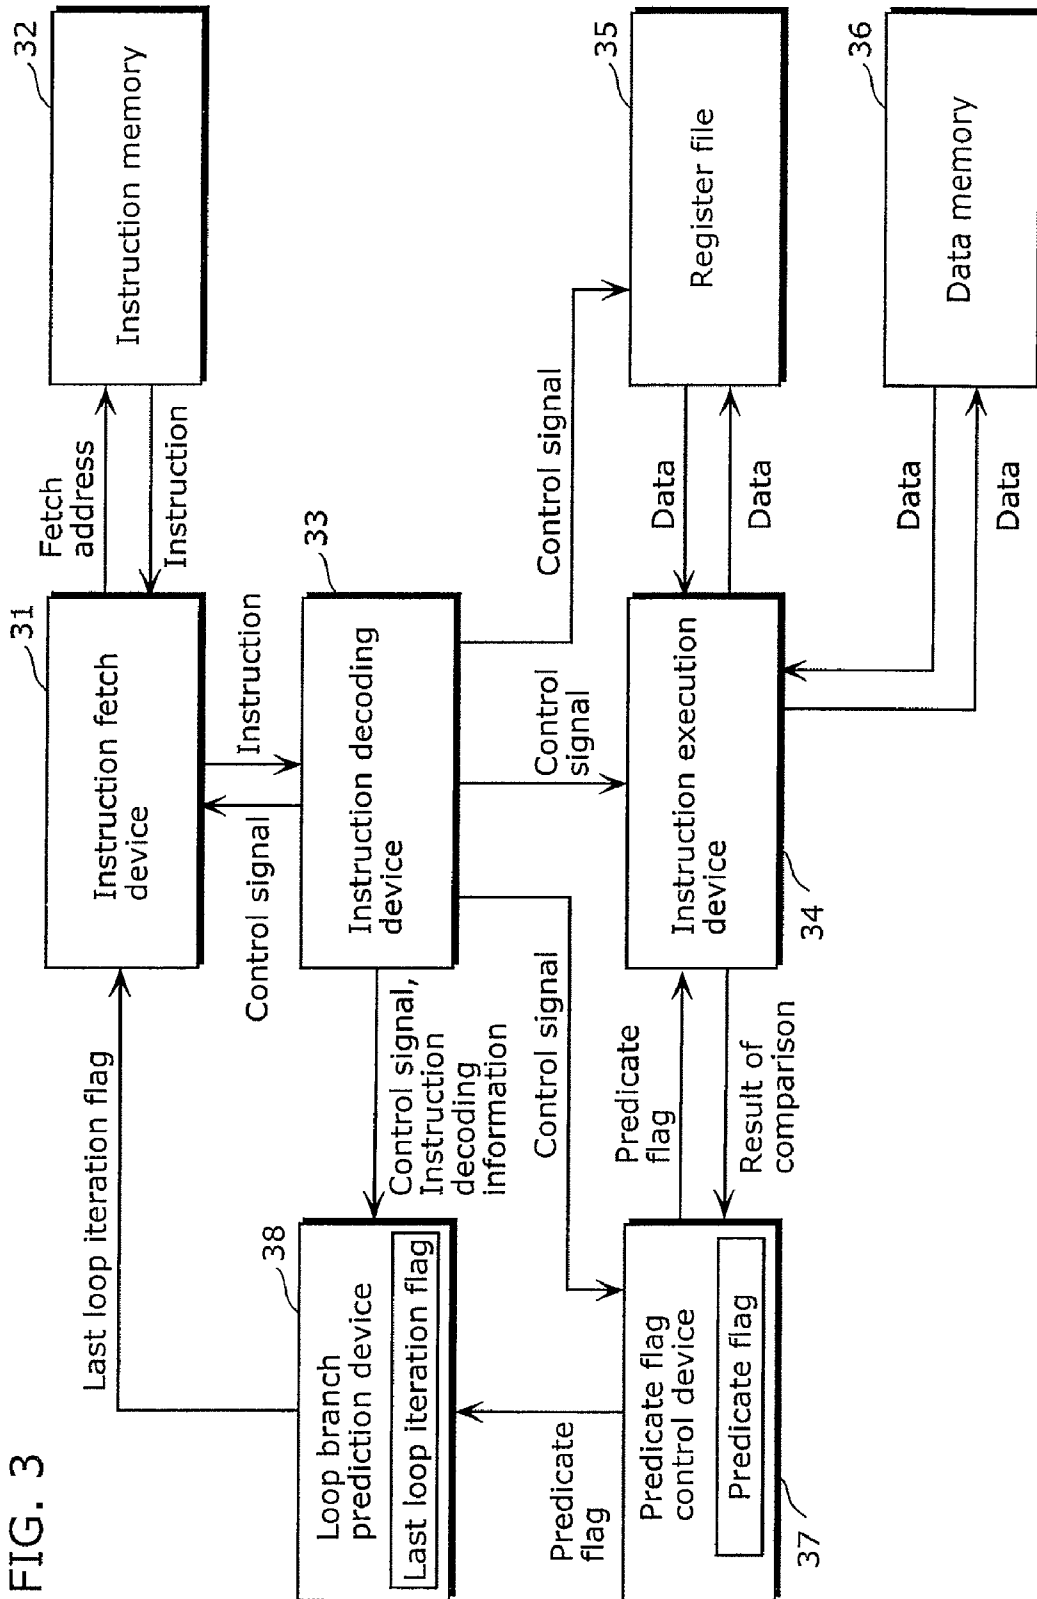 FIG. 3
Last loop iteration flag
31
Instruction fetch
device
Fetch
address
Instruction
32
Instruction memory
Control signal
Instruction
38
Loop branch
prediction device
Last loop iteration flag
Control signal,
Instruction
decoding
information
33
Instruction decoding
device
Predicate
flag
Control signal
Control
signal
Control signal
37
Predicate flag
control device
Predicate flag
Predicate
flag
Result of
comparison
34
Instruction execution
device
Data
Data
35
Register file
Data
Data
36
Data memory